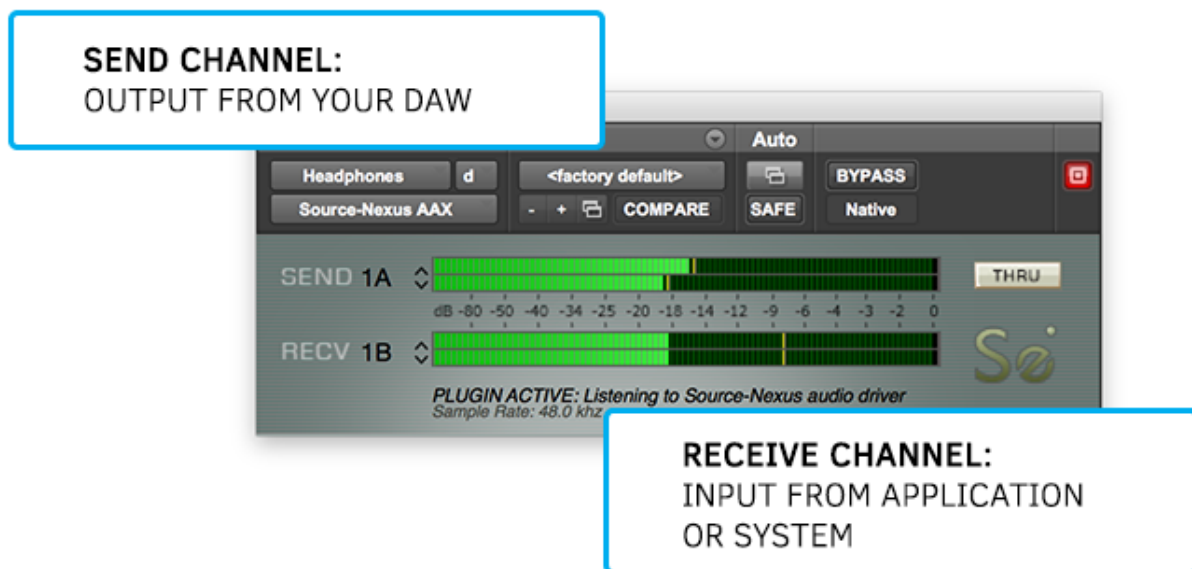 SEND CHANNEL:
OUTPUT FROM YOUR DAW
Auto
Headphones d <factory default> BYPASS
Source-Nexus AAX - + COMPARE SAFE Native
SEND 1A THRU
dB -80 -50 -40 -34 -25 -20 -18 -14 -12 -9 -6 -4 -3 -2 0
RECV 1B Se
PLUGIN ACTIVE: Listening to Source-Nexus audio driver
Sample Rate: 48.0 khz
RECEIVE CHANNEL:
INPUT FROM APPLICATION
OR SYSTEM